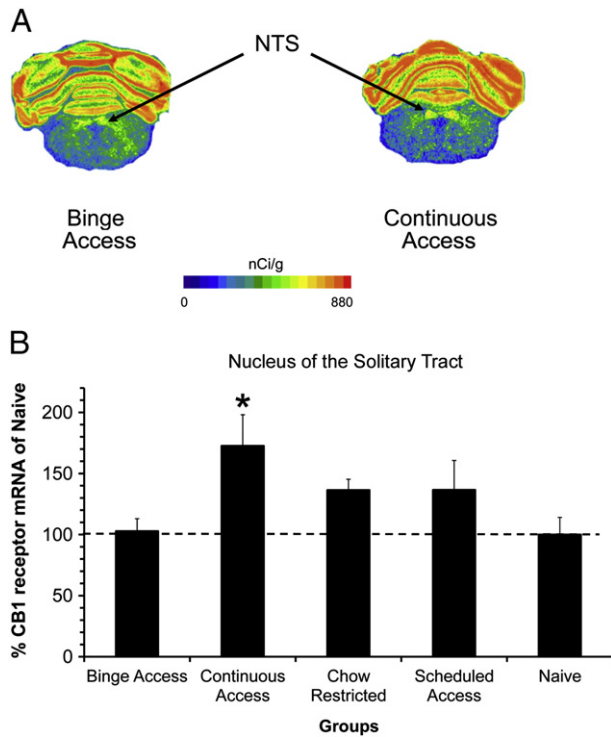 A
NTS
Binge
Access
Continuous
Access
nCi/g
0
880
B
Nucleus of the Solitary Tract
*
% CB1 receptor mRNA of Naive
200
150
100
50
0
Binge Access
Continuous
Access
Chow
Restricted
Scheduled
Access
Naive
Groups